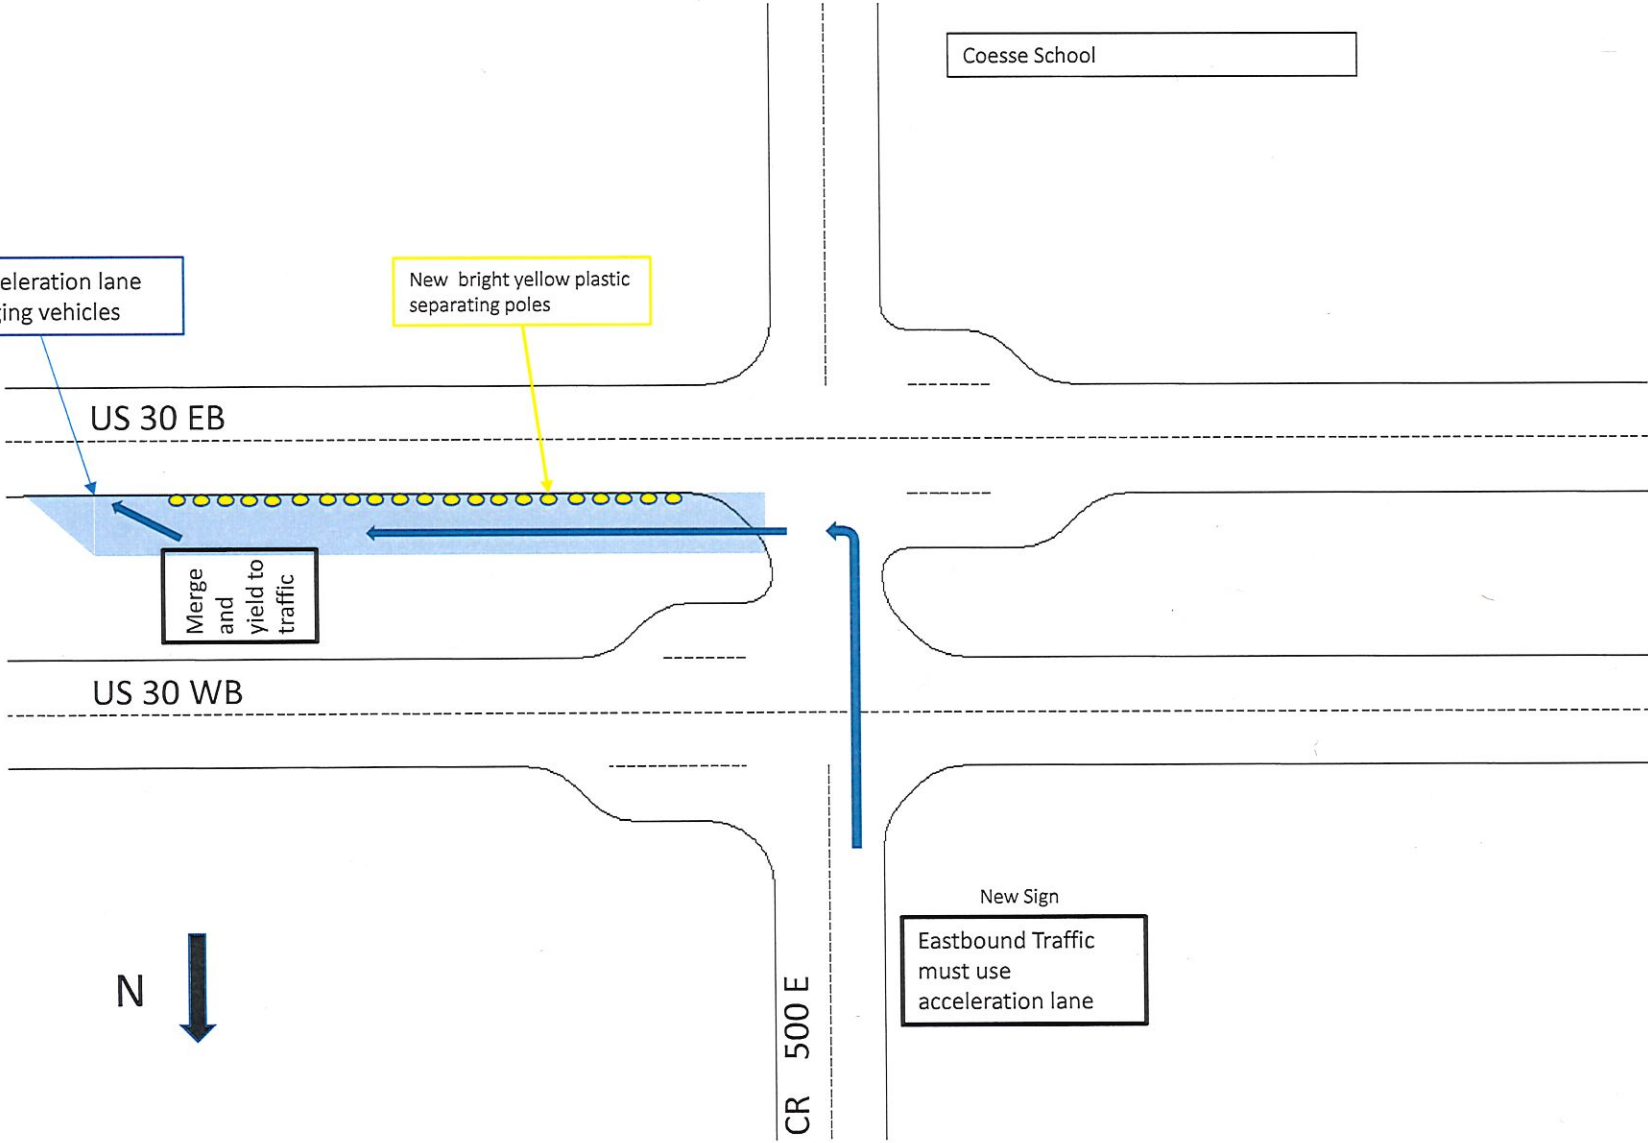 Coesse School
eleration lane
ging vehicles
New bright yellow plastic
separating poles
US 30 EB
Merge
and
yield to
traffic
US 30 WB
New Sign
Eastbound Traffic
must use
acceleration lane
N
CR 500 E